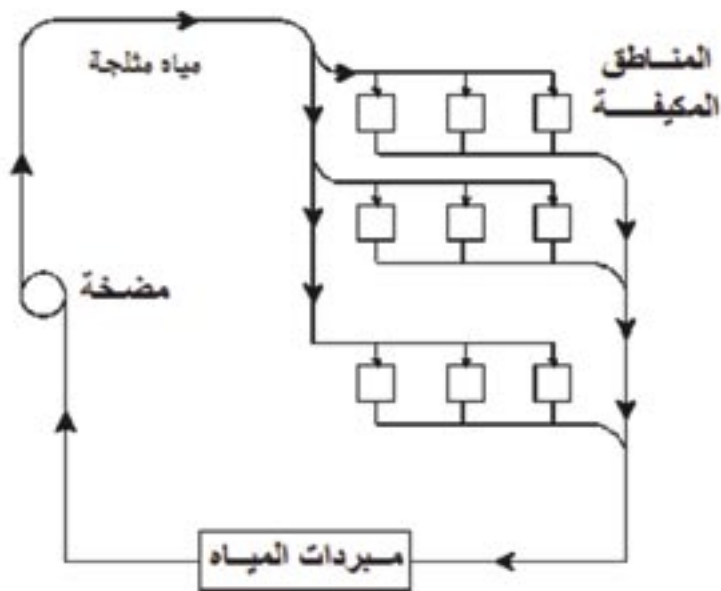 المناطق
المكيفة
مياه مثلجة
مضخة
مبردات المياه